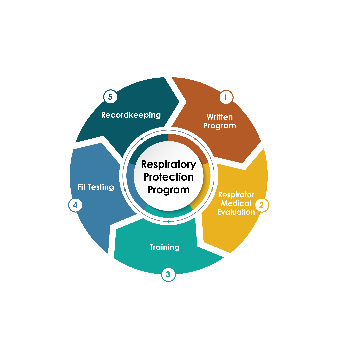 Respiratory
Protection
Program
1
Written
Program
2
Respirator
Medical
Evaluation
3
Training
4
Fit Testing
5
Recordkeeping